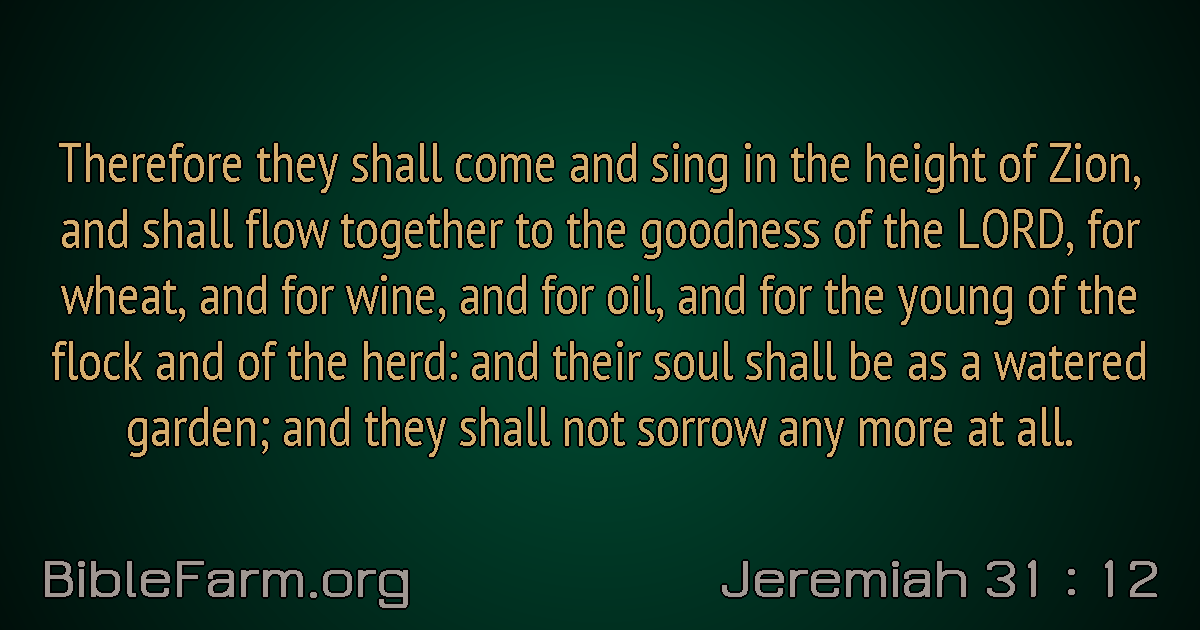 Therefore they shall come and sing in the height of Zion,
and shall flow together to the goodness of the LORD, for
wheat, and for wine, and for oil, and for the young of the
flock and of the herd: and their soul shall be as a watered
garden; and they shall not sorrow any more at all.
BibleFarm.org
Jeremiah 31 : 12